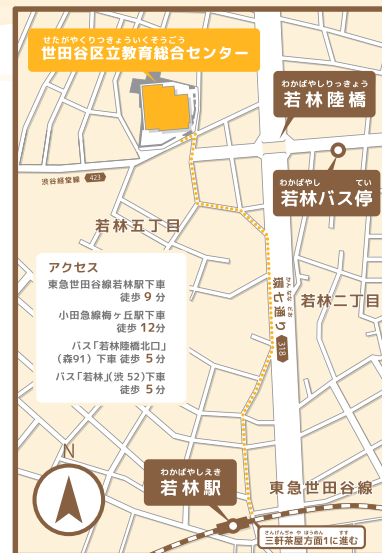 せたがやくりつきょういくそうごう
世田谷区立教育総合センター
わかばやしりっきょう
若林陸橋
渋谷経堂線 423
わかばやし てい
若林バス停
若林五丁目
アクセス
東急世田谷線若林駅下車
徒歩 9 分
小田急線梅ヶ丘駅下車
徒歩 12分
バス「若林陸橋北口」
(森91) 下車 徒歩 5分
バス「若林」(渋 52)下車
徒歩 5分
かんななどおり
環七通り
318
若林二丁目
N
わかばやしえき
若林駅
東急世田谷線
さんげんぢゃ や ほうめん すす
三軒茶屋方面1に進む